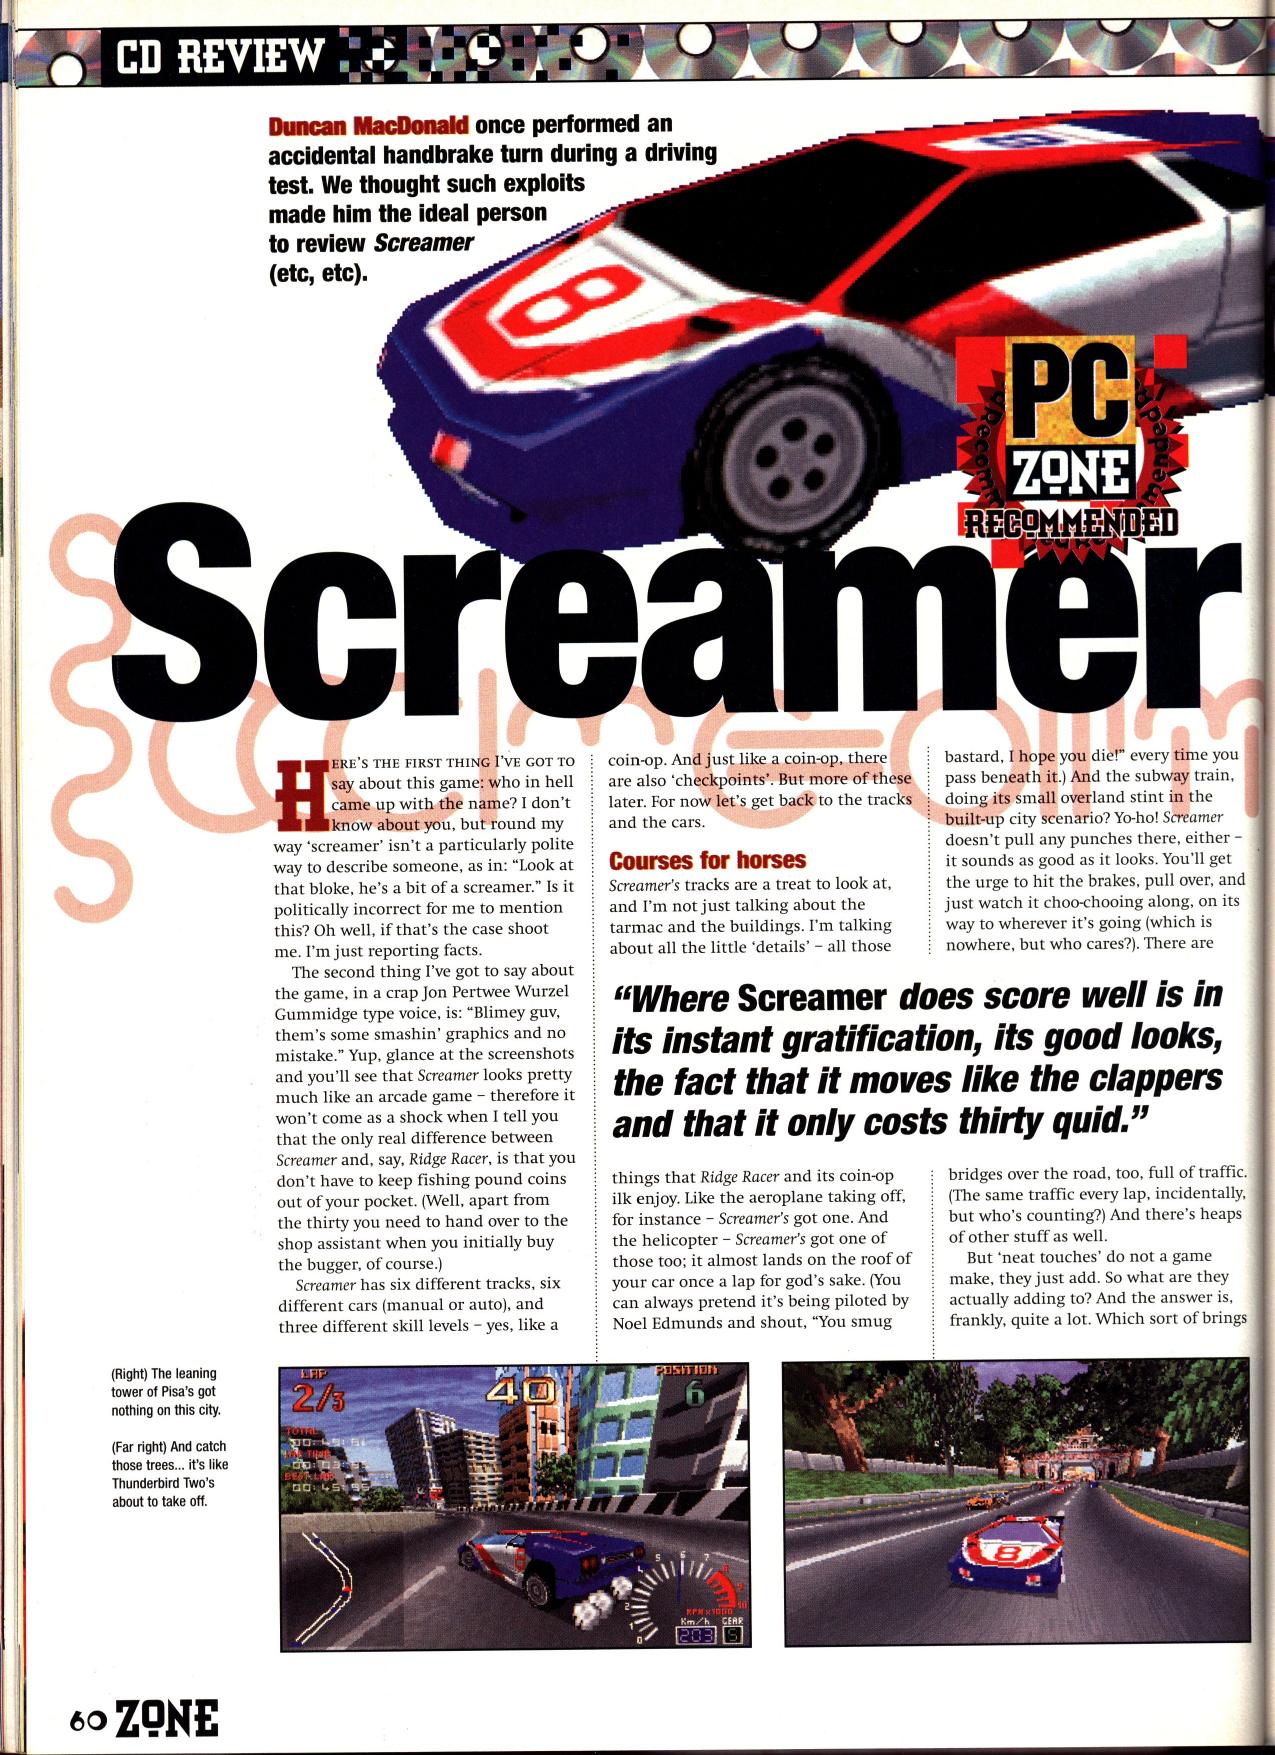 CD REVIEW
Duncan MacDonald once performed an
accidental handbrake turn during a driving
test. We thought such exploits
made him the ideal person
to review Screamer
(etc, etc).
8
PC
ZONE
RECOMMENDED
Screamer
HERE'S THE FIRST THING I'VE GOT TO
say about this game: who in hell
came up with the name? I don't
know about you, but round my
way 'screamer' isn't a particularly polite
way to describe someone, as in: "Look at
that bloke, he's a bit of a screamer." Is it
politically incorrect for me to mention
this? Oh well, if that's the case shoot
me. I'm just reporting facts.
The second thing I've got to say about
the game, in a crap Jon Pertwee Wurzel
Gummidge type voice, is: "Blimey guv,
them's some smashin' graphics and no
mistake." Yup, glance at the screenshots
and you'll see that Screamer looks pretty
much like an arcade game – therefore it
won't come as a shock when I tell you
that the only real difference between
Screamer and, say, Ridge Racer, is that you
don't have to keep fishing pound coins
out of your pocket. (Well, apart from
the thirty you need to hand over to the
shop assistant when you initially buy
the bugger, of course.)
Screamer has six different tracks, six
different cars (manual or auto), and
three different skill levels – yes, like a
coin-op. And just like a coin-op, there
are also 'checkpoints'. But more of these
later. For now let's get back to the tracks
and the cars.
Courses for horses
Screamer's tracks are a treat to look at,
and I'm not just talking about the
tarmac and the buildings. I'm talking
about all the little 'details' – all those
"Where Screamer does score well is in
its instant gratification, its good looks,
the fact that it moves like the clappers
and that it only costs thirty quid."
things that Ridge Racer and its coin-op
ilk enjoy. Like the aeroplane taking off,
for instance – Screamer's got one. And
the helicopter – Screamer's got one of
those too; it almost lands on the roof of
your car once a lap for god's sake. (You
can always pretend it's being piloted by
Noel Edmunds and shout, "You smug
bastard, I hope you die!" every time you
pass beneath it.) And the subway train,
doing its small overland stint in the
built-up city scenario? Yo-ho! Screamer
doesn't pull any punches there, either –
it sounds as good as it looks. You'll get
the urge to hit the brakes, pull over, and
just watch it choo-chooing along, on its
way to wherever it's going (which is
nowhere, but who cares?). There are
bridges over the road, too, full of traffic.
(The same traffic every lap, incidentally,
but who's counting?) And there's heaps
of other stuff as well.
But 'neat touches' do not a game
make, they just add. So what are they
actually adding to? And the answer is,
frankly, quite a lot. Which sort of brings
(Right) The leaning
tower of Pisa's got
nothing on this city.
(Far right) And catch
those trees... it's like
Thunderbird Two's
about to take off.
LAP
2/3
40
POSITION
6
TOTAL
LAP TIME
BEST LAP
RPM x1000
Km/h GEAR
203 5
8
60 ZONE